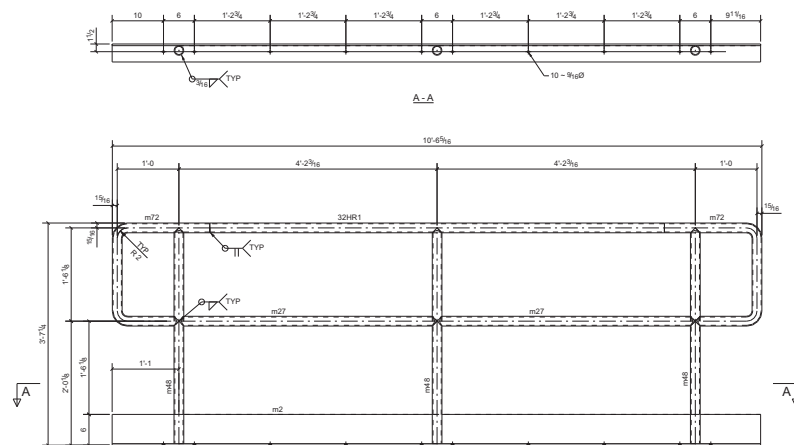 10 6 1'-2¾ 1'-2¾ 1'-2¾ 6 1'-2¾ 1'-2¾ 1'-2¾ 6 9 11/16
1½
3/16 TYP
10 ~ 9/16Ø
A - A
10'-6 5/16
1'-0 4'-2 3/16 4'-2 3/16 1'-0
15/16 15/16
m72 32HR1 m72
15/16
TYP
R 2
TYP
1'-6 1/8
TYP
m27 m27
3'-7¼
1'-6 1/8
2'-0 1/8
1'-1
A A
m48 m48 m48
m2
6